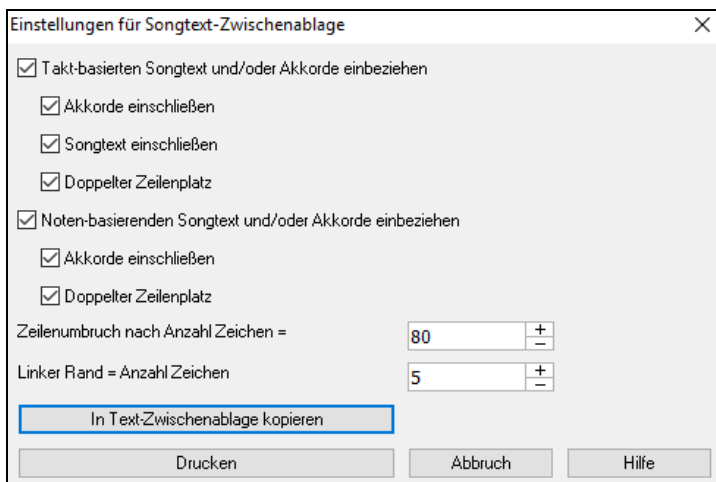 Einstellungen für Songtext-Zwischenablage
Takt-basierten Songtext und/oder Akkorde einbeziehen
Akkorde einschließen
Songtext einschließen
Doppelter Zeilenplatz
Noten-basierenden Songtext und/oder Akkorde einbeziehen
Akkorde einschließen
Doppelter Zeilenplatz
Zeilenumbruch nach Anzahl Zeichen = 80
Linker Rand = Anzahl Zeichen 5
In Text-Zwischenablage kopieren
Drucken Abbruch Hilfe